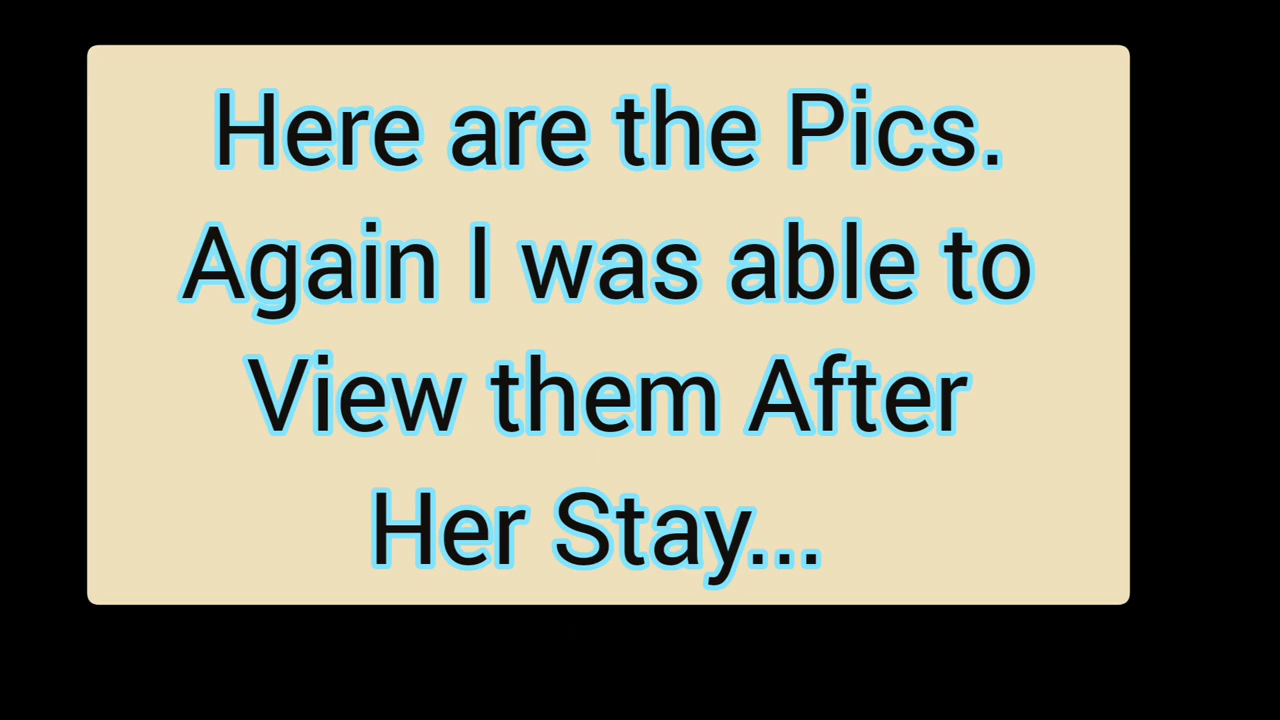 Here are the Pics.
Again I was able to
View them After
Her Stay...